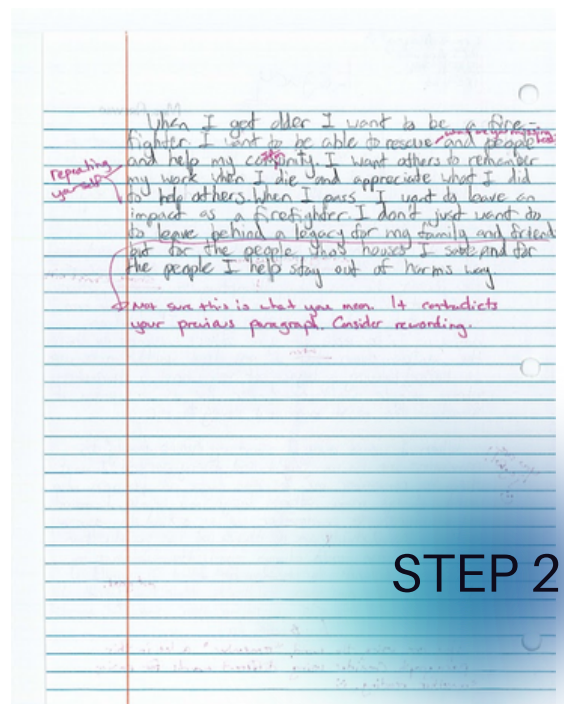 When I get older I want to be a fire-
fighter. I want to be able to rescue and people
and help my I want others to remember
repeating yourself
my work when I die and appreciate what I did
to help others. When I pass I want to leave an
impact as a firefighter. I don't just want to
to leave behind a legacy for my family and friend
but for the people houses I save and for
the people I help stay out of harms way
Not sure this is what you mean. It contradicts
your previous paragraph. Consider rewording.
STEP 2